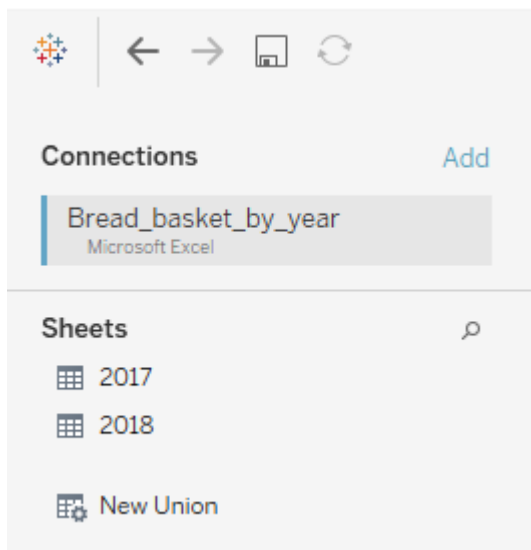 Connections
Add
Bread_basket_by_year
Microsoft Excel
Sheets
2017
2018
New Union